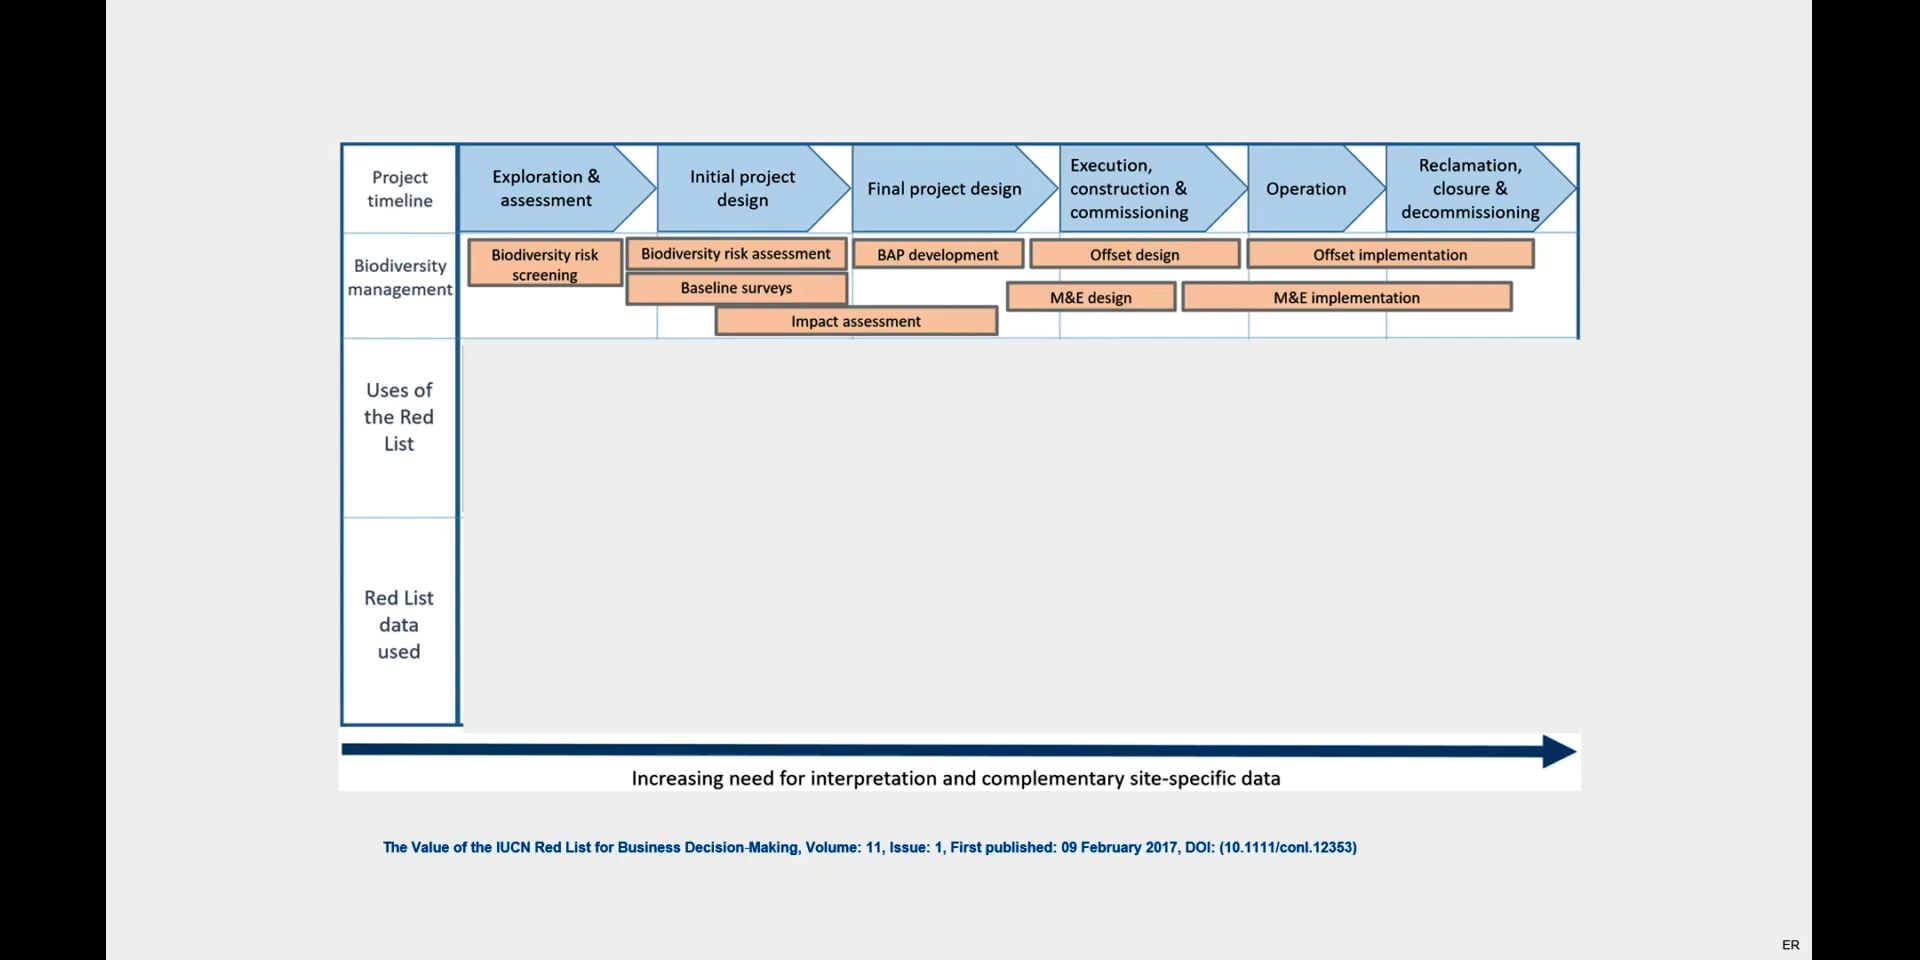 Project
timeline
Exploration &
assessment
Initial project
design
Final project design
Execution,
construction &
commissioning
Operation
Reclamation,
closure &
decommissioning
Biodiversity
management
Biodiversity risk
screening
Biodiversity risk assessment
Baseline surveys
Impact assessment
BAP development
Offset design
Offset implementation
M&E design
M&E implementation
Uses of
the Red
List
Red List
data
used
Increasing need for interpretation and complementary site-specific data
The Value of the IUCN Red List for Business Decision-Making, Volume: 11, Issue: 1, First published: 09 February 2017, DOI: (10.1111/conl.12353)
ER